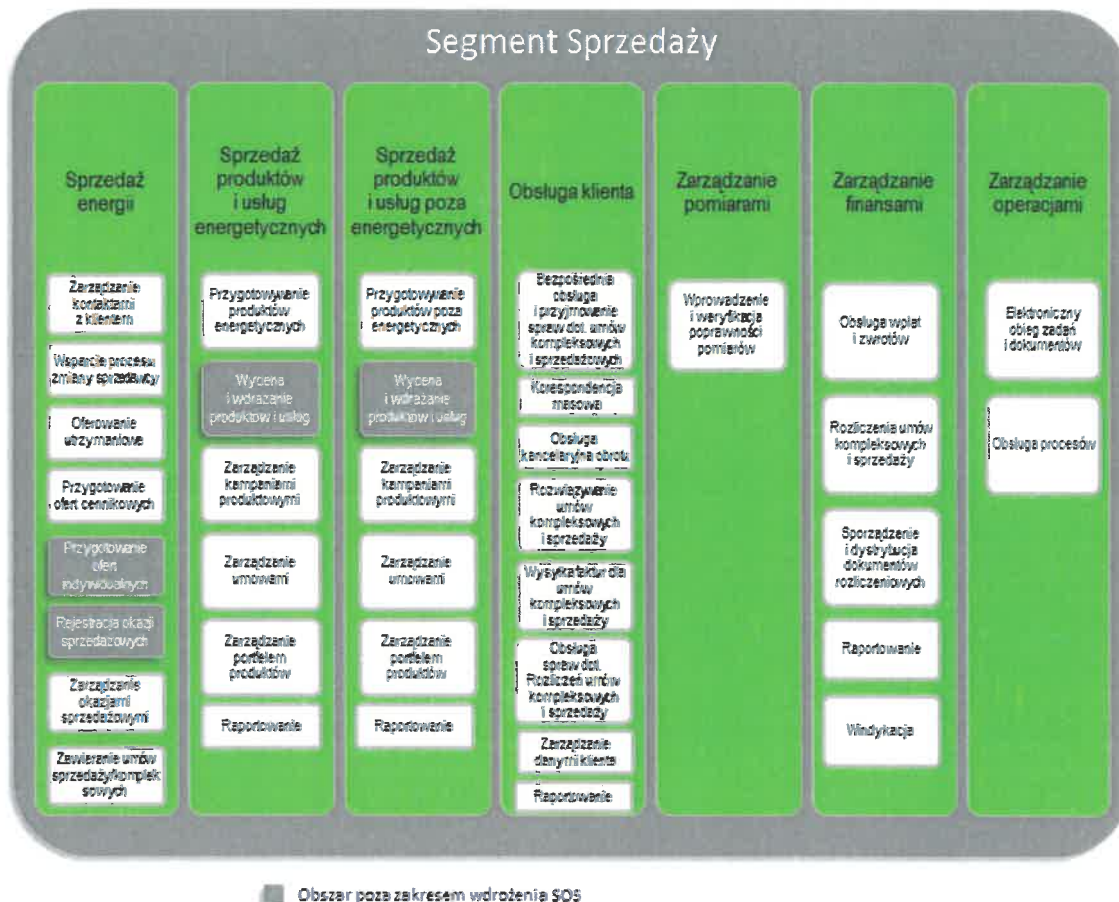 Segment Sprzedaży
Sprzedaż
energii
Zarządzanie
kontaktami
z klientem
Wsparcie procesu
zmiany sprzedawcy
Oferowanie
utrzymaniowe
Przygotowanie
ofert cennikowych
Przygotowanie
ofert
indywidualnych
Rejestracja okazji
sprzedażowych
Zarządzanie
okazjami
sprzedażowymi
Zawieranie umów
sprzedaży/komplek
sowych
Sprzedaż
produktów
i usług
energetycznych
Przygotowywanie
produktów
energetycznych
Wycena
i wdrażanie
produktów i usług
Zarządzanie
kampaniami
produktowymi
Zarządzanie
umowami
Zarządzanie
portfelem
produktów
Raportowanie
Sprzedaż
produktów
i usług poza
energetycznych
Przygotowywanie
produktów poza
energetycznych
Wycena
i wdrażanie
produktów i usług
Zarządzanie
kampaniami
produktowymi
Zarządzanie
umowami
Zarządzanie
portfelem
produktów
Raportowanie
Obsługa klienta
Bezpośrednia
obsługa
i przyjmowanie
spraw dot. umów
kompleksowych
i sprzedażowych
Korespondencja
masowa
Obsługa
kancelaryjna obrotu
Rozwiązywanie
umów
kompleksowych
i sprzedaży
Wysyłka faktur dla
umów
kompleksowych
i sprzedaży
Obsługa
spraw dot.
Rozliczeń umów
kompleksowych
i sprzedaży
Zarządzanie
danymi klienta
Raportowanie
Zarządzanie
pomiarami
Wprowadzenie
i weryfikacja
poprawności
pomiarów
Zarządzanie
finansami
Obsługa wpłat
i zwrotów
Rozliczenia umów
kompleksowych
i sprzedaży
Sporządzenie
i dystrybucja
dokumentów
rozliczeniowych
Raportowanie
Windykacja
Zarządzanie
operacjami
Elektroniczny
obieg zadań
i dokumentów
Obsługa procesów
Obszar poza zakresem wdrożenia SOS